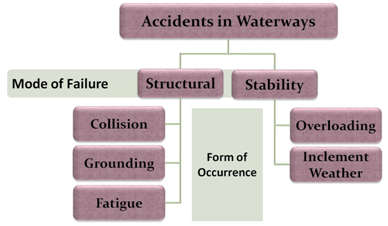 Accidents in Waterways
Mode of Failure
Structural
Stability
Collision
Grounding
Fatigue
Form of
Occurrence
Overloading
Inclement
Weather